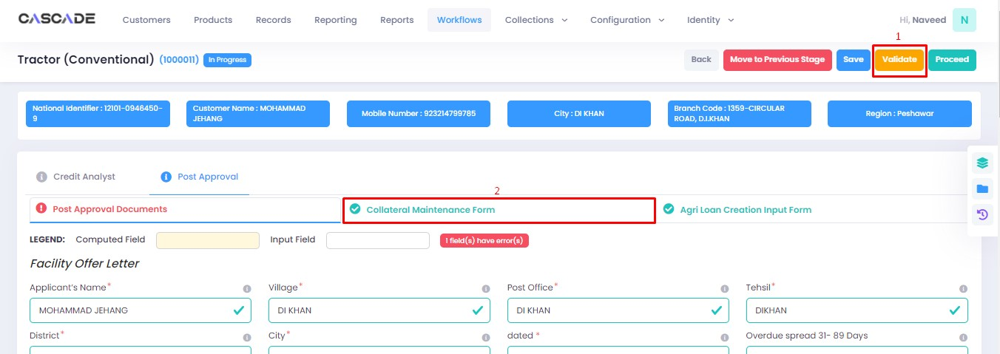 CASCADE Customers Products Records Reporting Reports Workflows Collections Configuration Identity Hi, Naveed N
1
Tractor (Conventional) (1000011) In Progress Back Move to Previous Stage Save Validate Proceed
National Identifier : 12101-0946450-
9
Customer Name : MOHAMMAD
JEHANG
Mobile Number : 923214799785
City : DI KHAN
Branch Code : 1359-CIRCULAR
ROAD, D.I.KHAN
Region : Peshawar
Credit Analyst Post Approval
2
Post Approval Documents Collateral Maintenance Form Agri Loan Creation Input Form
LEGEND: Computed Field Input Field 1 field(s) have error(s)
Facility Offer Letter
Applicant's Name* Village* Post Office* Tehsil*
MOHAMMAD JEHANG DI KHAN DI KHAN DIKHAN
District* City* dated * Overdue spread 31- 89 Days